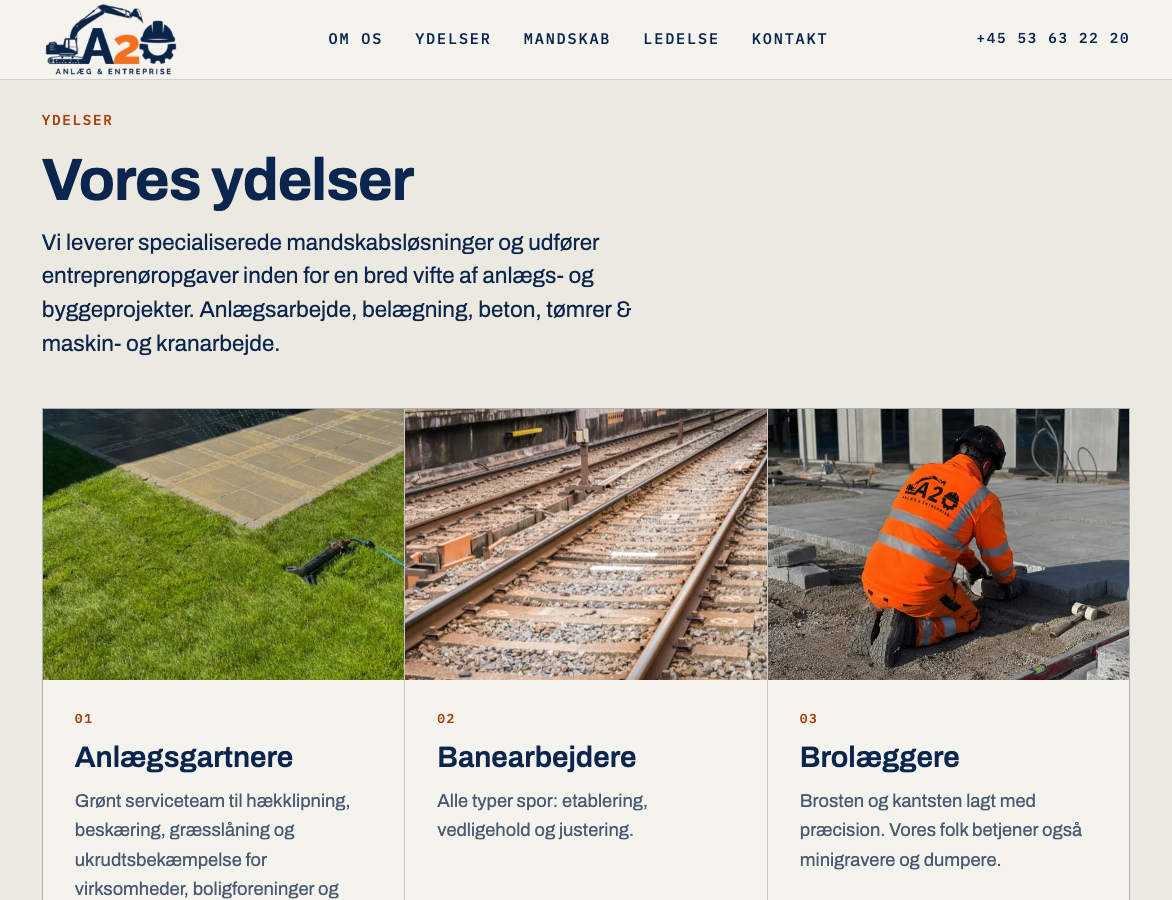 A20
ANLÆG & ENTREPRISE
OM OS YDELSER MANDSKAB LEDELSE KONTAKT
+45 53 63 22 20
YDELSER
Vores ydelser
Vi leverer specialiserede mandskabsløsninger og udfører
entreprenøropgaver inden for en bred vifte af anlægs- og
byggeprojekter. Anlægsarbejde, belægning, beton, tømrer &
maskin- og kranarbejde.
A20
ANLÆG & ENTREPRISE
01
Anlægsgartnere
Grønt serviceteam til hækklipning,
beskæring, græsslåning og
ukrudtsbekæmpelse for
virksomheder, boligforeninger og
02
Banearbejdere
Alle typer spor: etablering,
vedligehold og justering.
03
Brolæggere
Brosten og kantsten lagt med
præcision. Vores folk betjener også
minigravere og dumpere.